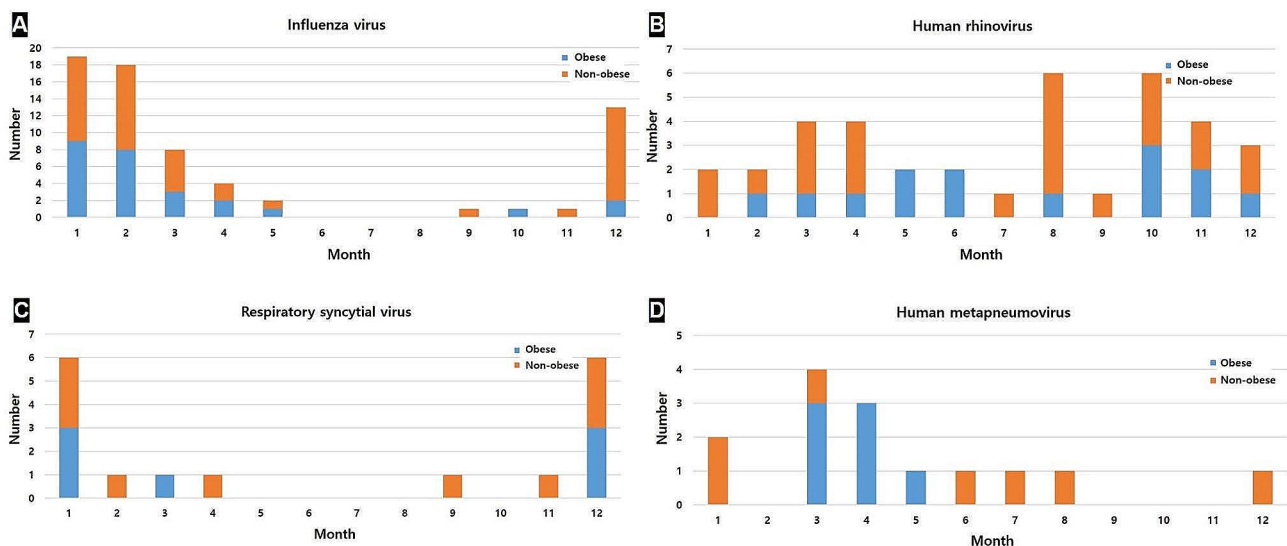 A
Influenza virus
Number
20
18
16
14
12
10
8
6
4
2
0
Obese
Non-obese
1 2 3 4 5 6 7 8 9 10 11 12
Month
B
Human rhinovirus
Number
7
6
5
4
3
2
1
0
Obese
Non-obese
1 2 3 4 5 6 7 8 9 10 11 12
Month
C
Respiratory syncytial virus
Number
7
6
5
4
3
2
1
0
Obese
Non-obese
1 2 3 4 5 6 7 8 9 10 11 12
Month
D
Human metapneumovirus
Number
5
4
3
2
1
0
Obese
Non-obese
1 2 3 4 5 6 7 8 9 10 11 12
Month